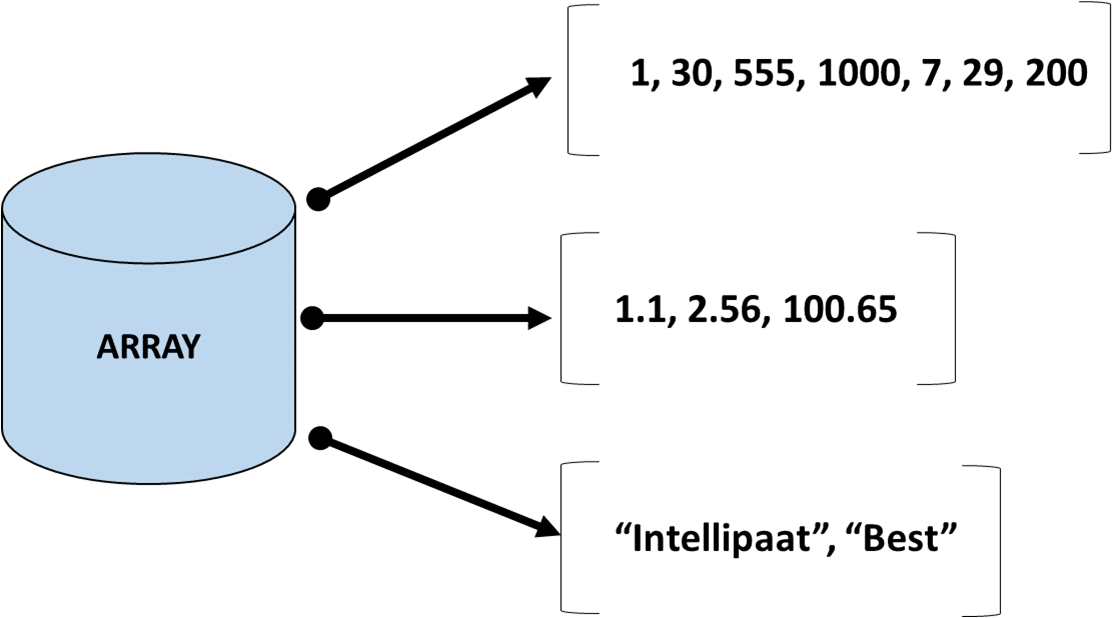 1, 30, 555, 1000, 7, 29, 200
1.1, 2.56, 100.65
ARRAY
“Intellipaat”, “Best”